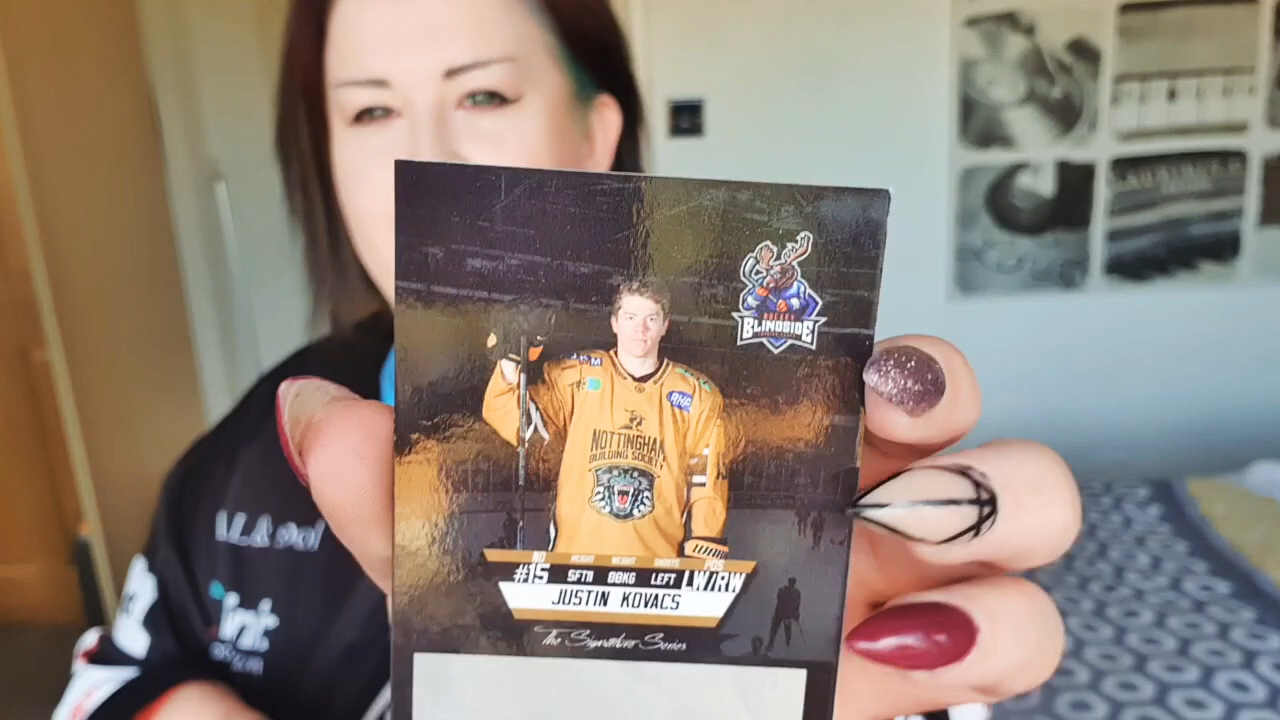 HOCKEY
BLINDSIDE
NOTTINGHAM
BUILDING SOCIETY
NO HEIGHT WEIGHT SHOOTS POS
#15 5FT11 88KG LEFT LW/RW
JUSTIN KOVACS
The Signature Series